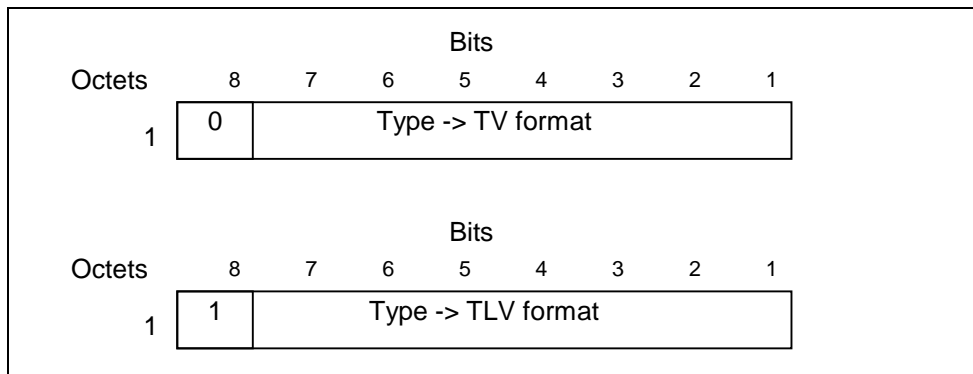 Bits
Octets 8 7 6 5 4 3 2 1
1 0 Type -> TV format
Bits
Octets 8 7 6 5 4 3 2 1
1 1 Type -> TLV format